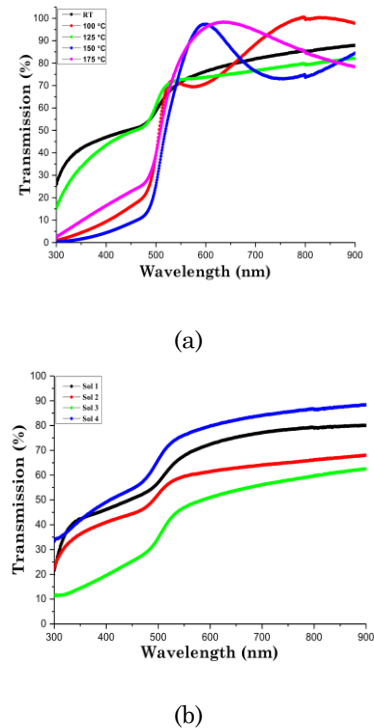 RT
100 °C
125 °C
150 °C
175 °C
Transmission (%)
100
90
80
70
60
50
40
30
20
10
0
300 400 500 600 700 800 900
Wavelength (nm)
(a)
Sol 1
Sol 2
Sol 3
Sol 4
Transmission (%)
100
90
80
70
60
50
40
30
20
10
0
300 400 500 600 700 800 900
Wavelength (nm)
(b)